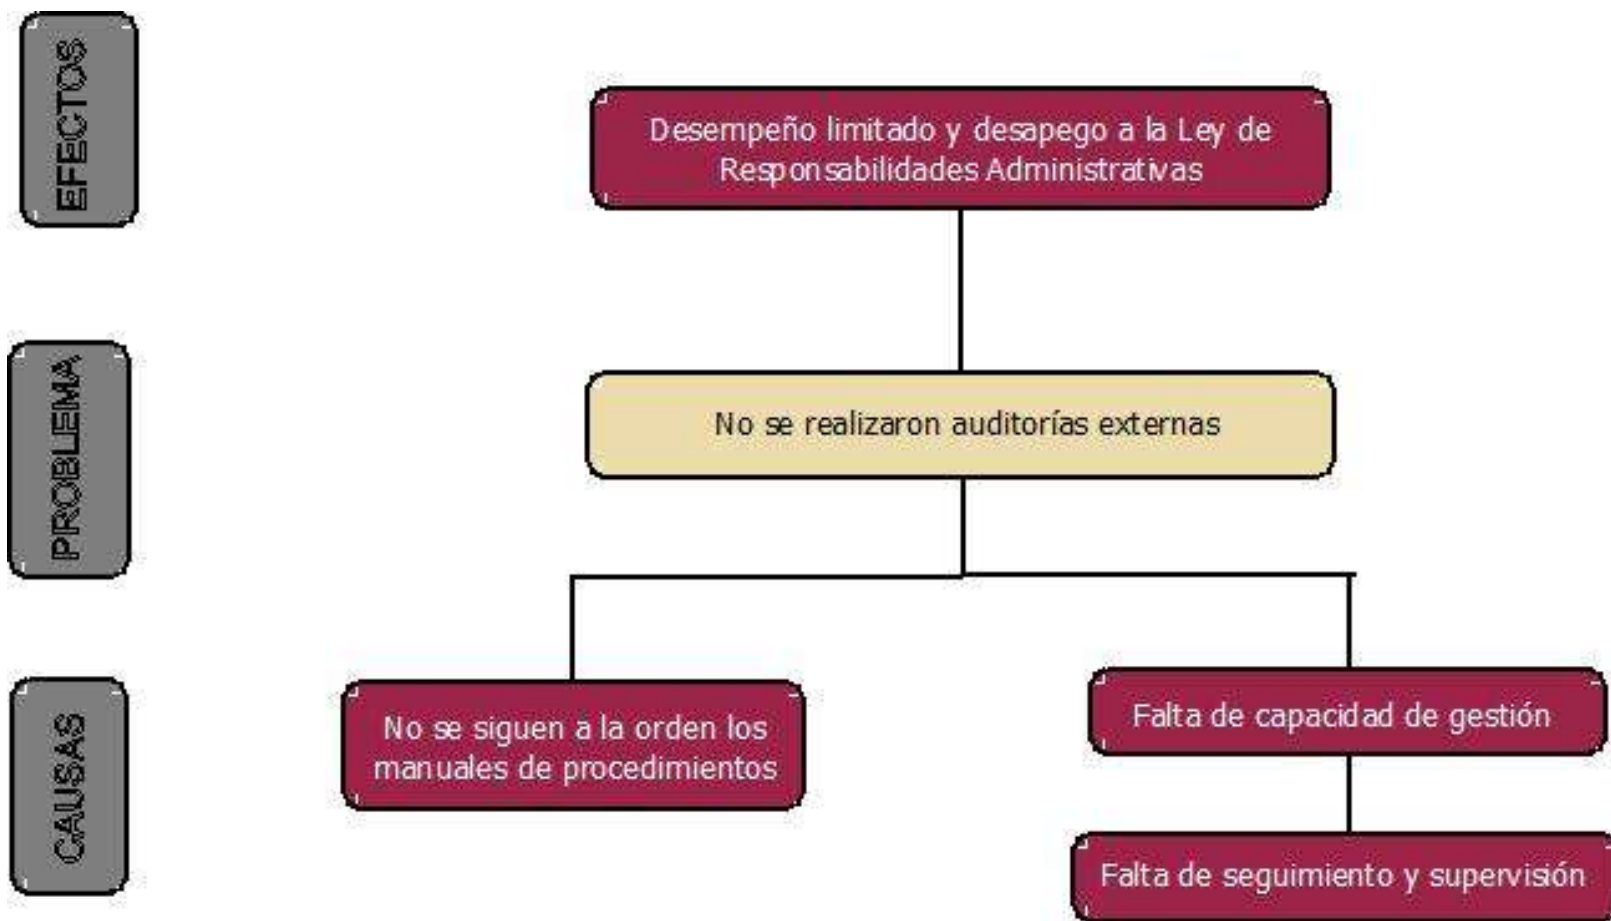 EFECTOS
Desempeño limitado y desapego a la Ley de
Responsabilidades Administrativas
PROBLEMA
No se realizaron auditorías externas
CAUSAS
No se siguen a la orden los
manuales de procedimientos
Falta de capacidad de gestión
Falta de seguimiento y supervisión